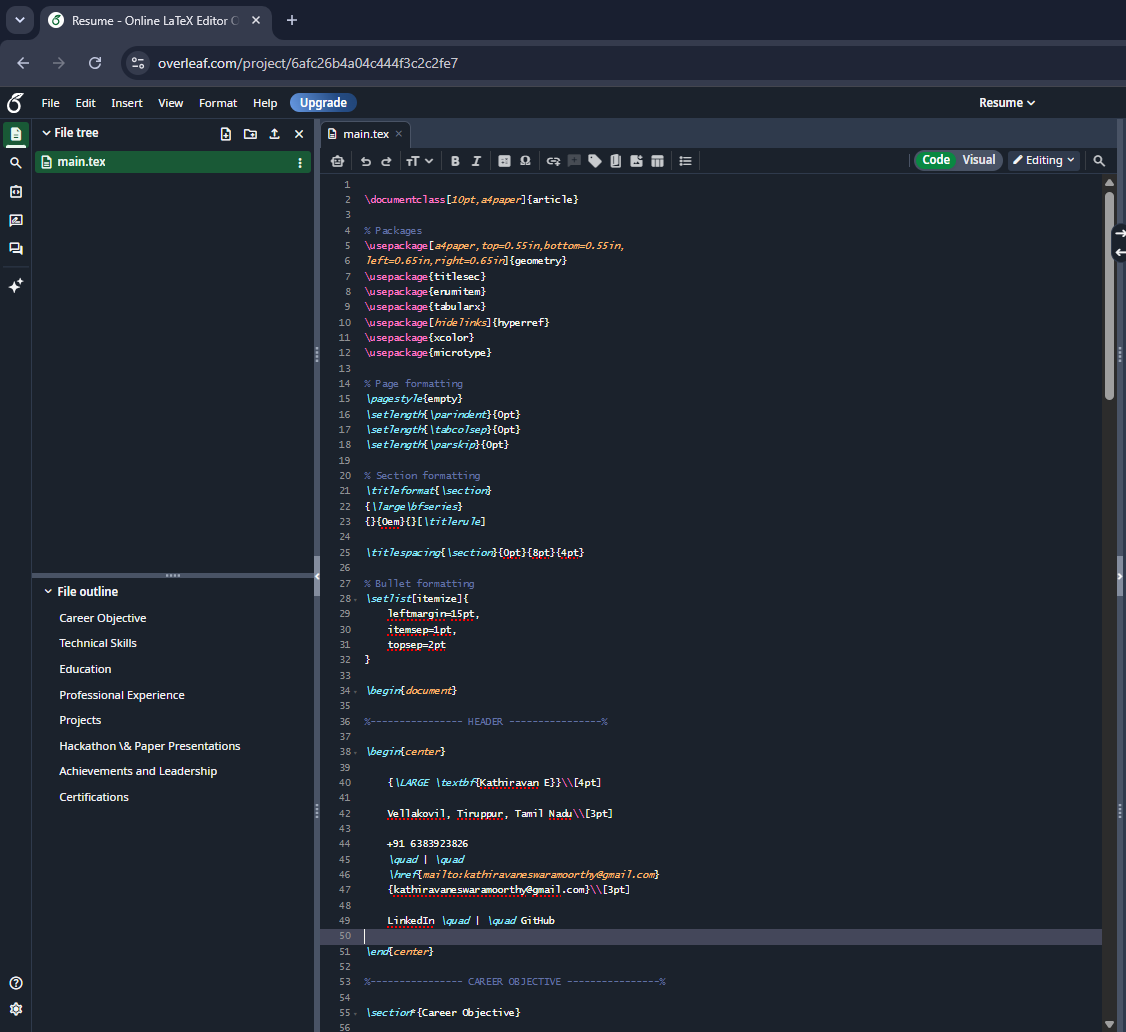 Resume - Online LaTeX Editor O
overleaf.com/project/6afc26b4a04c444f3c2c2fe7
File Edit Insert View Format Help Upgrade
Resume
File tree
main.tex
File outline
Career Objective
Technical Skills
Education
Professional Experience
Projects
Hackathon \& Paper Presentations
Achievements and Leadership
Certifications
main.tex
Code Visual Editing
1
2 \documentclass[10pt,a4paper]{article}
3
4 % Packages
5 \usepackage[a4paper,top=0.55in,bottom=0.55in,
6 left=0.65in,right=0.65in]{geometry}
7 \usepackage{titlesec}
8 \usepackage{enumitem}
9 \usepackage{tabularx}
10 \usepackage[hidelinks]{hyperref}
11 \usepackage{xcolor}
12 \usepackage{microtype}
13
14 % Page formatting
15 \pagestyle{empty}
16 \setlength{\parindent}{0pt}
17 \setlength{\tabcolsep}{0pt}
18 \setlength{\parskip}{0pt}
19
20 % Section formatting
21 \titleformat{\section}
22 {\large\bfseries}
23 {}{0em}{}[\titlerule]
24
25 \titlespacing{\section}{0pt}{8pt}{4pt}
26
27 % Bullet formatting
28 \setlist[itemize]{
29 leftmargin=15pt,
30 itemsep=1pt,
31 topsep=2pt
32 }
33
34 \begin{document}
35
36 %---------------- HEADER ----------------%
37
38 \begin{center}
39
40 {\LARGE \textbf{Kathiravan E}}\\[4pt]
41
42 Vellakovil, Tiruppur, Tamil Nadu\\[3pt]
43
44 +91 6383923826
45 \quad | \quad
46 \href{mailto:kathiravaneswaramoorthy@gmail.com}
47 {kathiravaneswaramoorthy@gmail.com}\\[3pt]
48
49 LinkedIn \quad | \quad GitHub
50
51 \end{center}
52
53 %---------------- CAREER OBJECTIVE ----------------%
54
55 \section*{Career Objective}
56